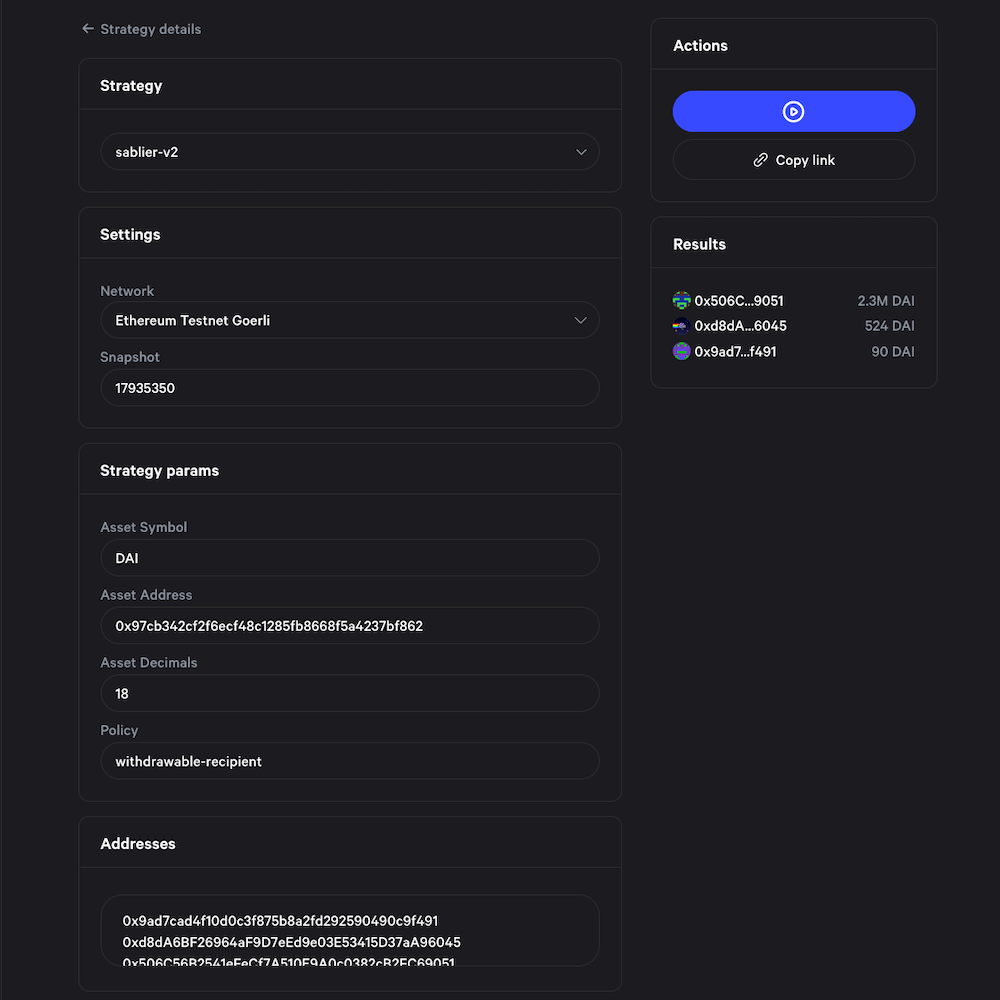 Strategy details
Strategy
sablier-v2
Settings
Network
Ethereum Testnet Goerli
Snapshot
17935350
Strategy params
Asset Symbol
DAI
Asset Address
0x97cb342cf2f6ecf48c1285fb8668f5a4237bf862
Asset Decimals
18
Policy
withdrawable-recipient
Addresses
0x9ad7cad4f10d0c3f875b8a2fd292590490c9f491
0xd8dA6BF26964aF9D7eEd9e03E53415D37aA96045
Actions
Copy link
Results
0x506C...9051 2.3M DAI
0xd8dA...6045 524 DAI
0x9ad7...f491 90 DAI